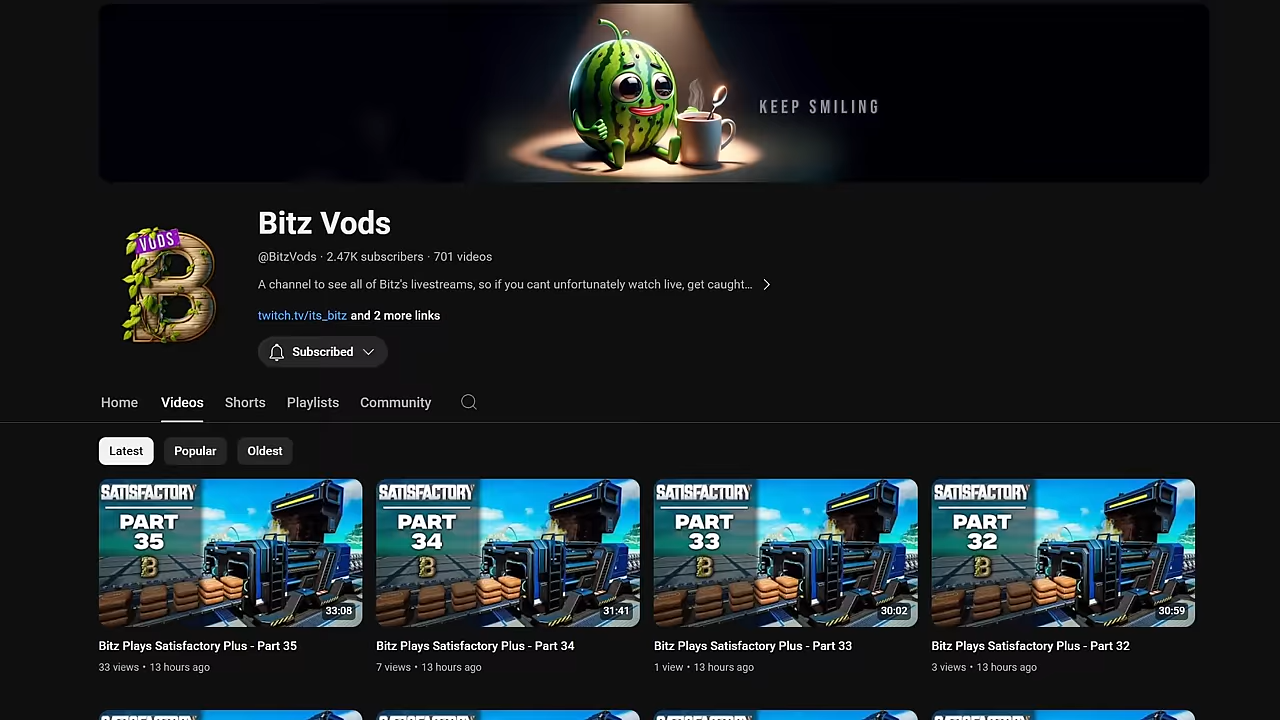 KEEP SMILING
VODS
B
Bitz Vods
@BitzVods · 2.47K subscribers · 701 videos
A channel to see all of Bitz's livestreams, so if you cant unfortunately watch live, get caught...
twitch.tv/its_bitz and 2 more links
Subscribed
Home Videos Shorts Playlists Community
Latest Popular Oldest
SATISFACTORY
PART
35
B
33:08
SATISFACTORY
PART
34
B
31:41
SATISFACTORY
PART
33
B
30:02
SATISFACTORY
PART
32
B
30:59
Bitz Plays Satisfactory Plus - Part 35
33 views • 13 hours ago
Bitz Plays Satisfactory Plus - Part 34
7 views • 13 hours ago
Bitz Plays Satisfactory Plus - Part 33
1 view • 13 hours ago
Bitz Plays Satisfactory Plus - Part 32
3 views • 13 hours ago